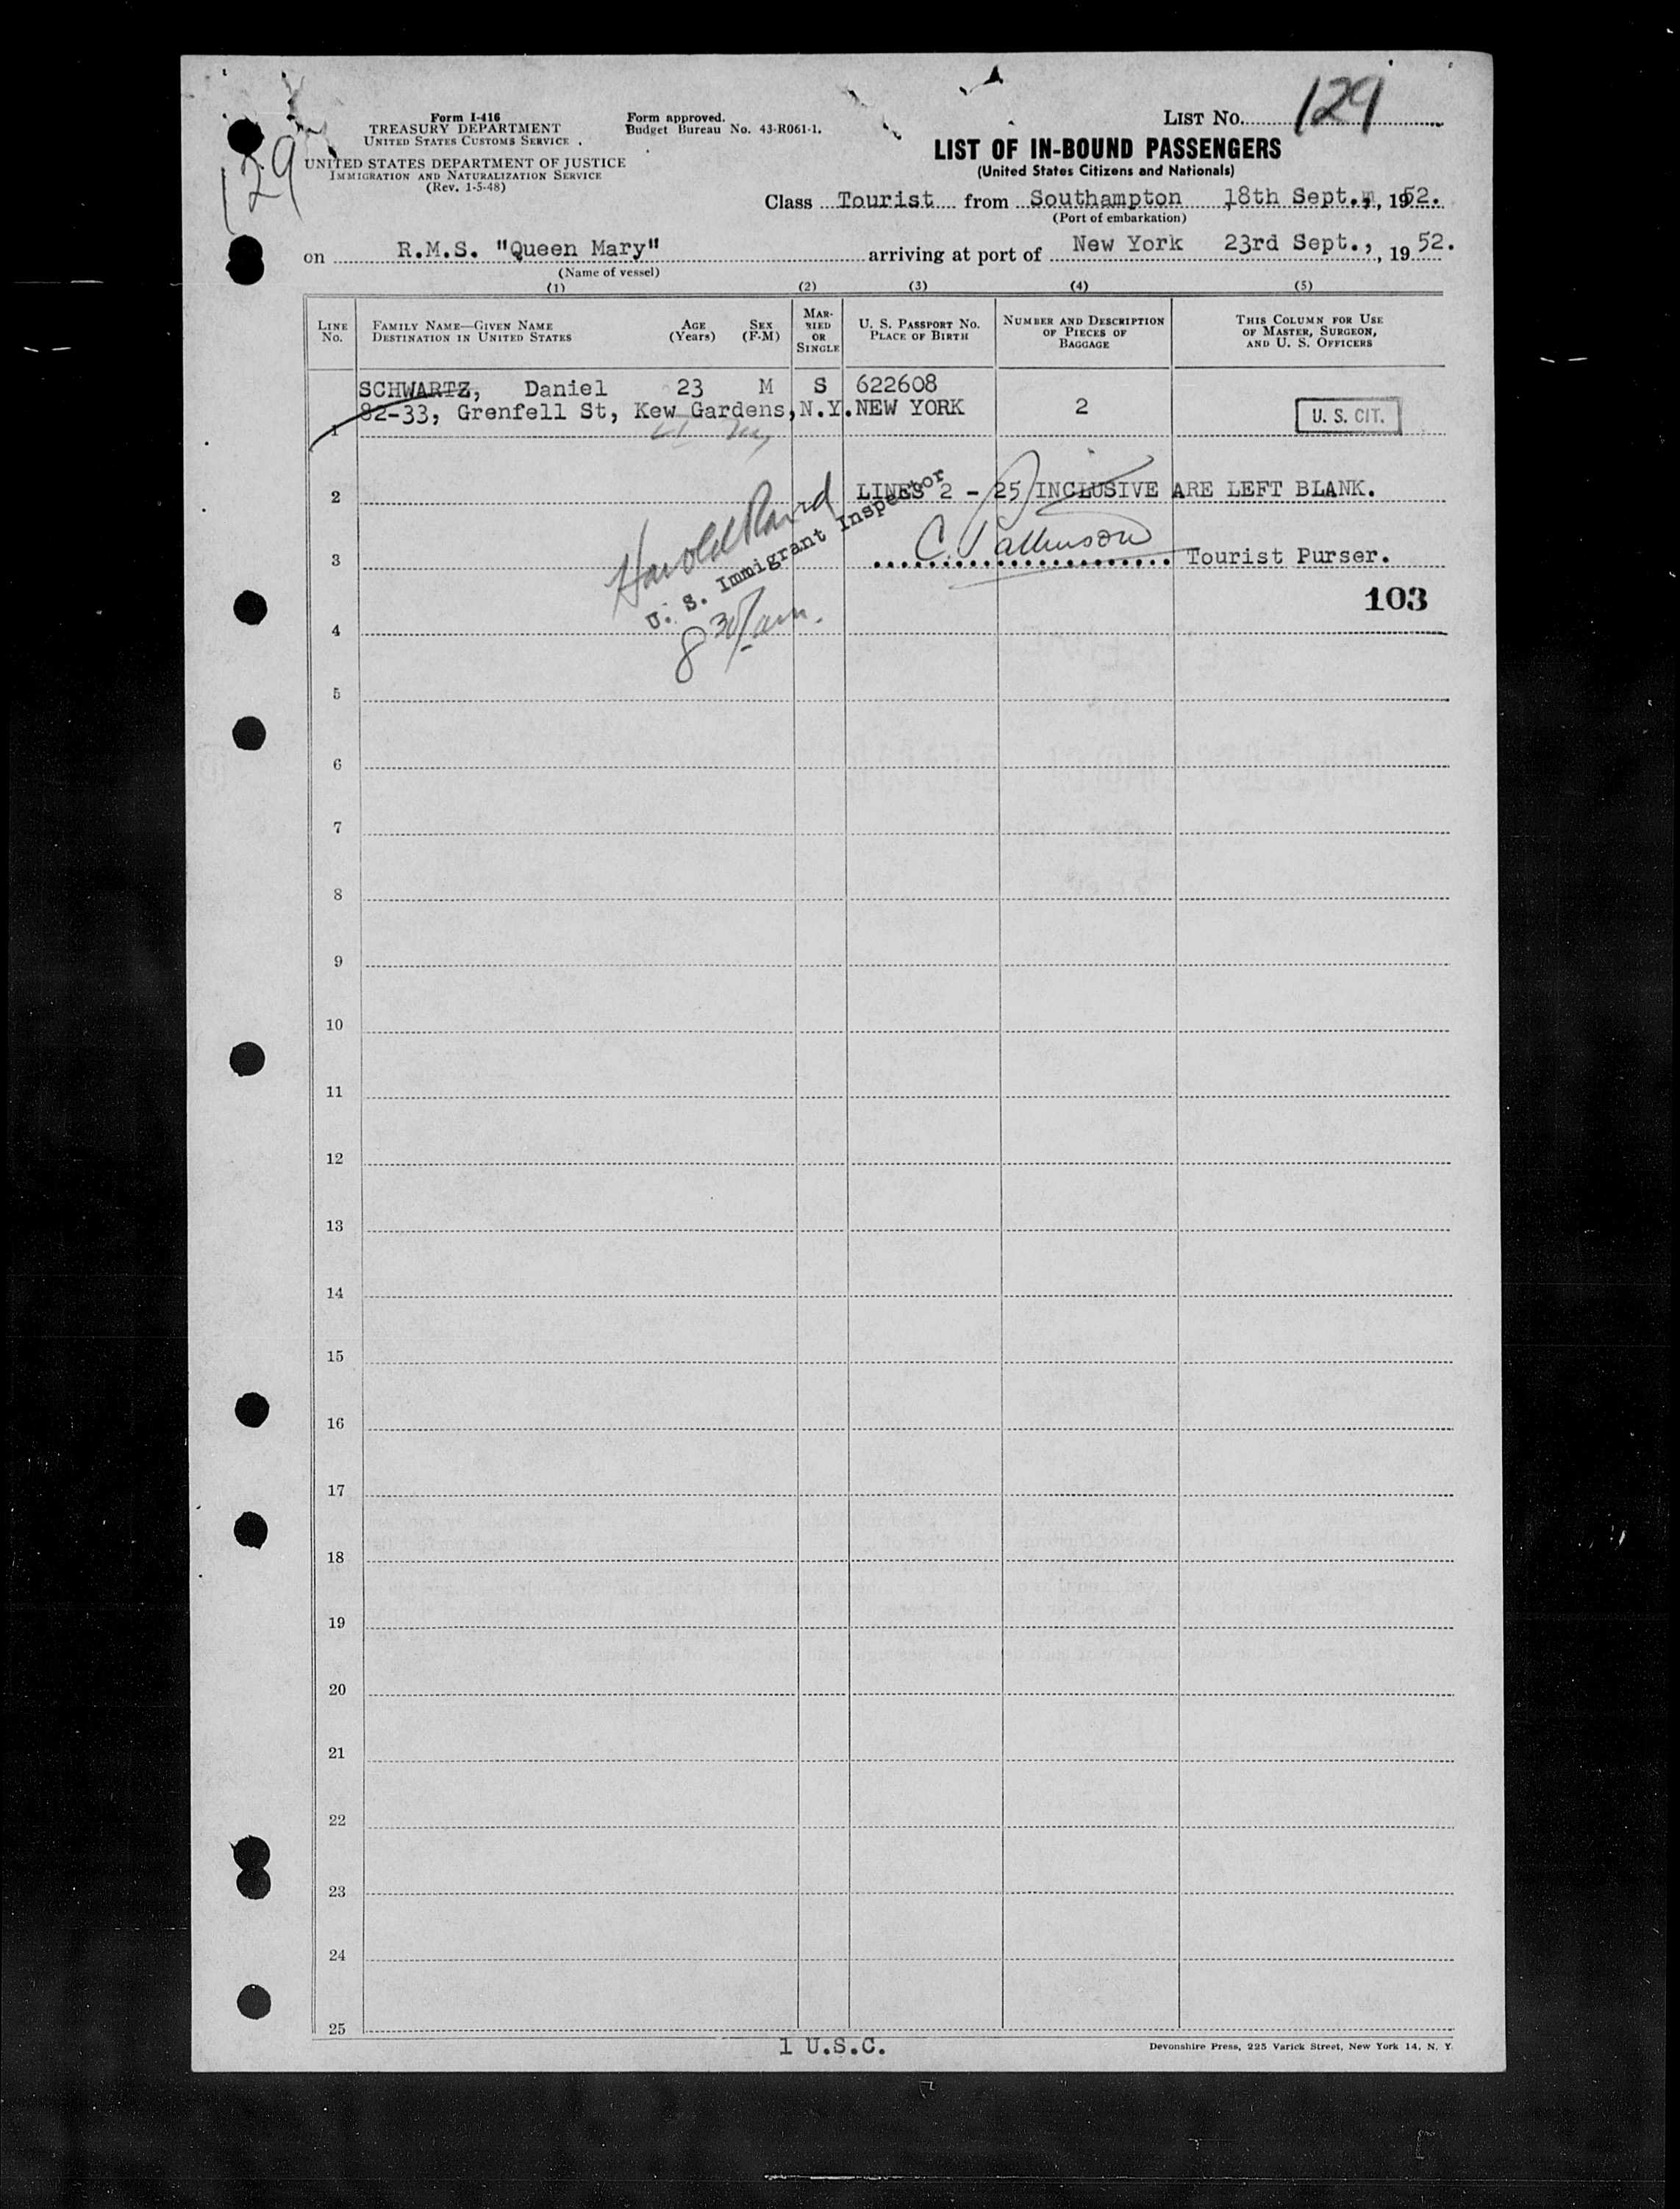 Form I-416
TREASURY DEPARTMENT
UNITED STATES CUSTOMS SERVICE
UNITED STATES DEPARTMENT OF JUSTICE
IMMIGRATION AND NATURALIZATION SERVICE
(Rev. 1-5-48)
129
Form approved.
Budget Bureau No. 43-R061-1.
LIST NO. 129
LIST OF IN-BOUND PASSENGERS
(United States Citizens and Nationals)
Class Tourist from Southampton 18th Sept., 1952.
(Port of embarkation)
on R.M.S. "Queen Mary" arriving at port of New York 23rd Sept., 1952.
(Name of vessel)
(1) (2) (3) (4) (5)
LINE No. FAMILY NAME—GIVEN NAME DESTINATION IN UNITED STATES AGE (Years) SEX (F-M) MARRIED OR SINGLE U. S. PASSPORT NO. PLACE OF BIRTH NUMBER AND DESCRIPTION OF PIECES OF BAGGAGE THIS COLUMN FOR USE OF MASTER, SURGEON, AND U. S. OFFICERS
SCHWARTZ, Daniel 23 M S 622608
82-33, Grenfell St, Kew Gardens, N.Y. NEW YORK 2 U. S. CIT.
1
2 LINES 2 - 25 INCLUSIVE ARE LEFT BLANK.
Harold
U. S. Immigrant Inspector
8 30/am.
3 C. Tourist Purser.
103
4
5
6
7
8
9
10
11
12
13
14
15
16
17
18
19
20
21
22
23
24
25
1 U.S.C.
Devonshire Press, 225 Varick Street, New York 14, N. Y.